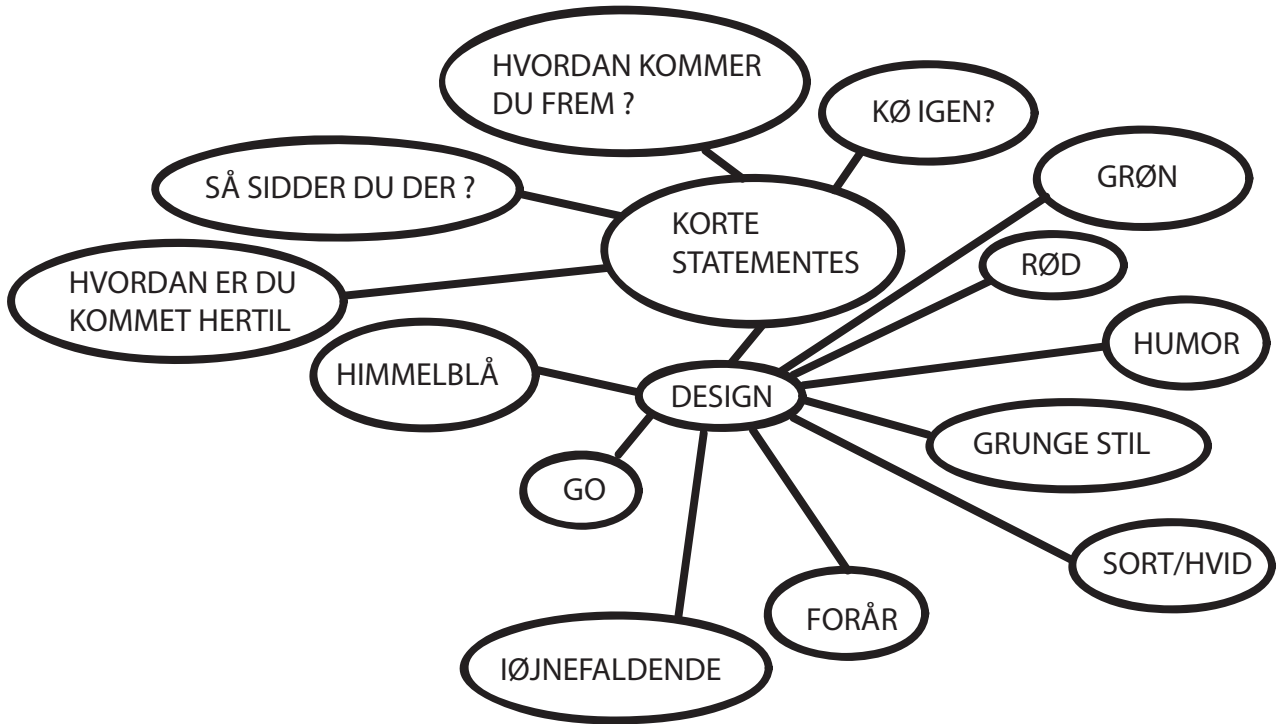 HVORDAN KOMMER
DU FREM ?
KØ IGEN?
GRØN
SÅ SIDDER DU DER ?
KORTE
STATEMENTES
RØD
HVORDAN ER DU
KOMMET HERTIL
HUMOR
HIMMELBLÅ
DESIGN
GRUNGE STIL
GO
SORT/HVID
FORÅR
IØJNEFALDENDE